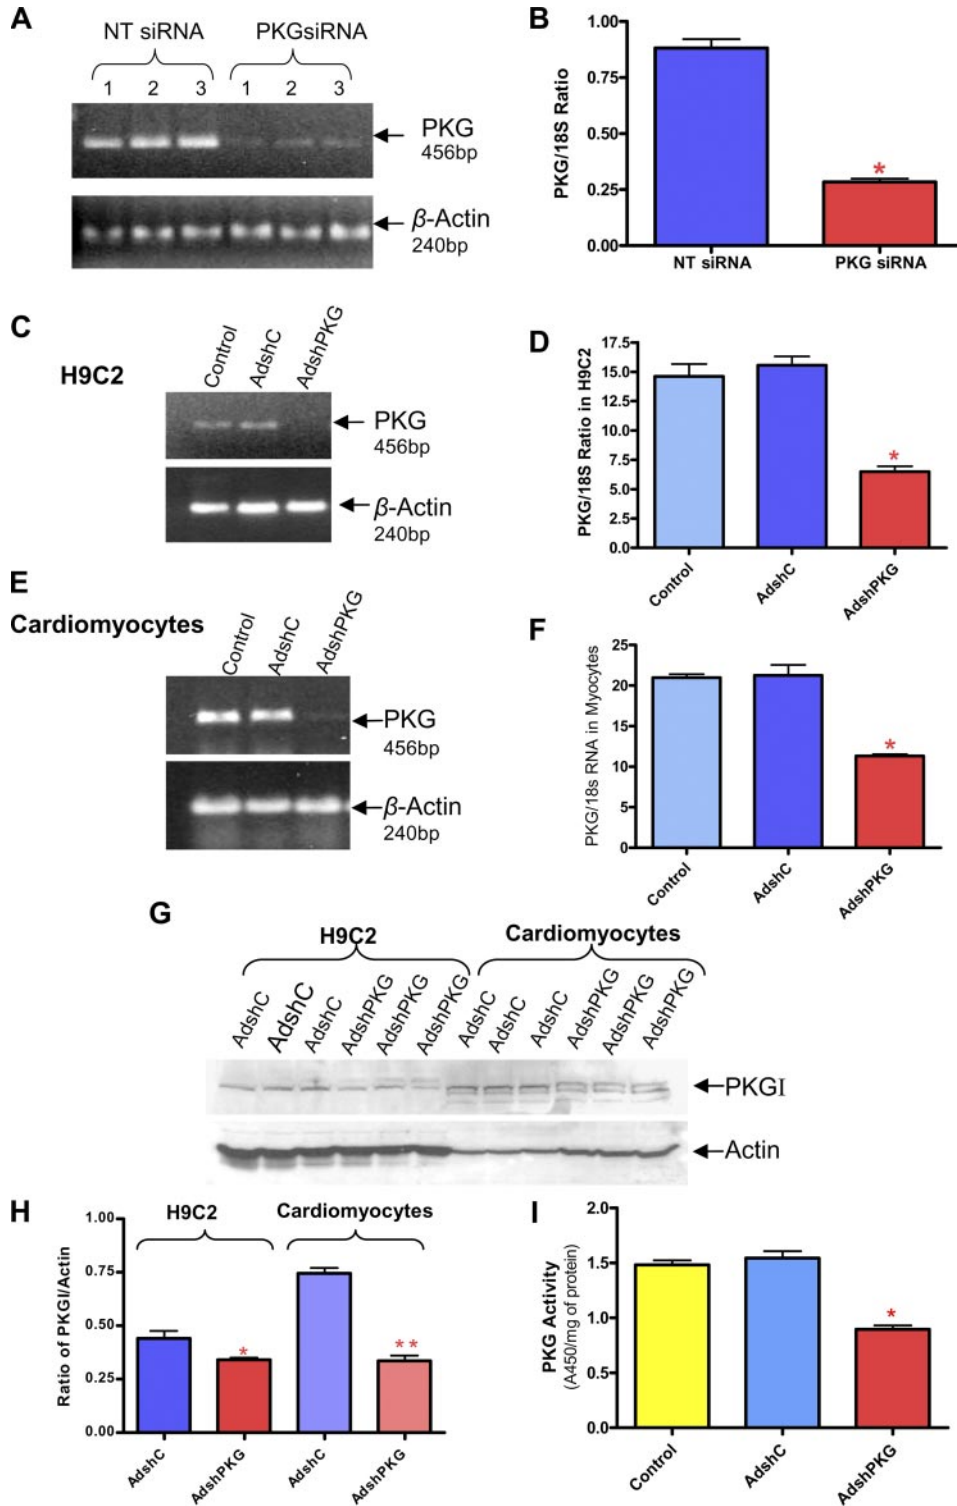 A
NT siRNA PKGsiRNA
1 2 3 1 2 3
PKG
456bp
β-Actin
240bp
B
PKG/18S Ratio
1.00
0.75
0.50
0.25
0.00
*
NT siRNA PKG siRNA
C
H9C2
Control AdshC AdshPKG
PKG
456bp
β-Actin
240bp
D
PKG/18S Ratio in H9C2
17.5
15.0
12.5
10.0
7.5
5.0
2.5
0.0
*
Control AdshC AdshPKG
E
Cardiomyocytes
Control AdshC AdshPKG
PKG
456bp
β-Actin
240bp
F
PKG/18s RNA in Myocytes
25
20
15
10
5
0
*
Control AdshC AdshPKG
G
H9C2 Cardiomyocytes
AdshC AdshC AdshC AdshPKG AdshPKG AdshPKG AdshC AdshC AdshC AdshPKG AdshPKG AdshPKG
PKGI
Actin
H
H9C2 Cardiomyocytes
Ratio of PKGI/Actin
1.00
0.75
0.50
0.25
0.00
* **
AdshC AdshPKG AdshC AdshPKG
I
PKG Activity
(A450/mg of protein)
2.0
1.5
1.0
0.5
0.0
*
Control AdshC AdshPKG